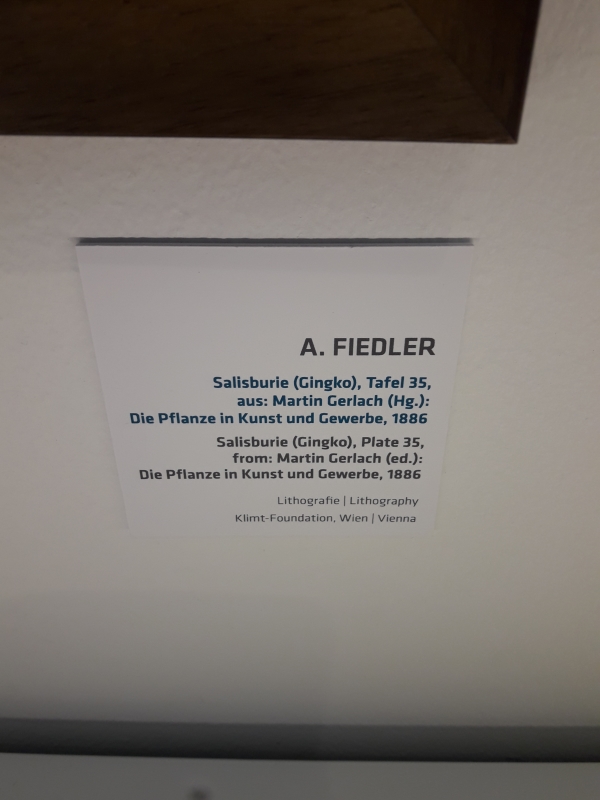 A. FIEDLER
Salisburie (Gingko), Tafel 35,
aus: Martin Gerlach (Hg.):
Die Pflanze in Kunst und Gewerbe, 1886
Salisburie (Gingko), Plate 35,
from: Martin Gerlach (ed.):
Die Pflanze in Kunst und Gewerbe, 1886
Lithografie | Lithography
Klimt-Foundation, Wien | Vienna